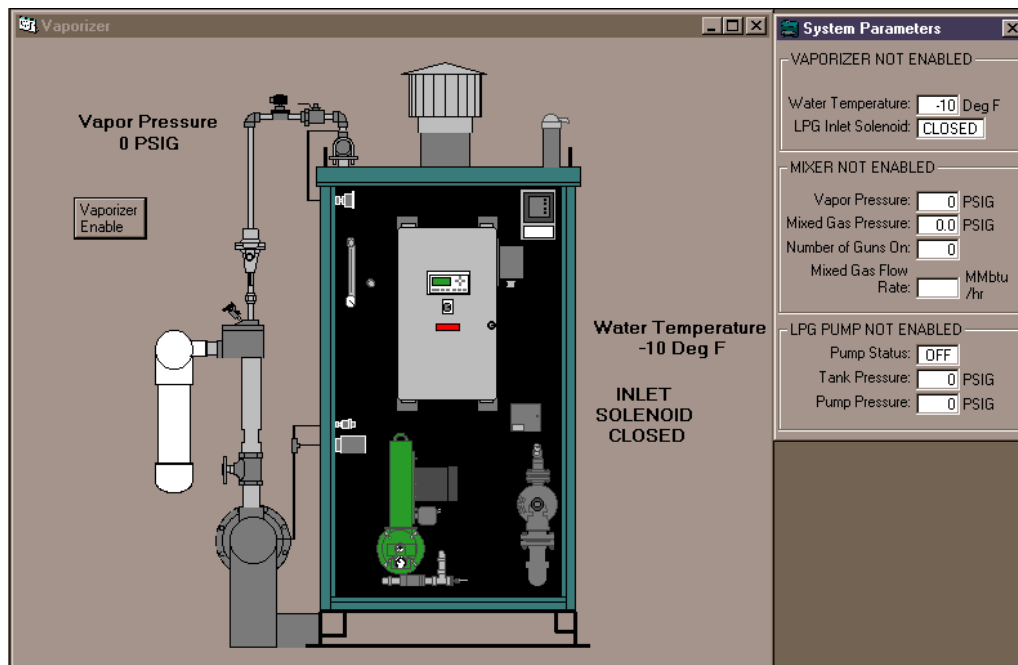 Vaporizer
Vapor Pressure
0 PSIG
Vaporizer
Enable
Water Temperature
-10 Deg F
INLET
SOLENOID
CLOSED
System Parameters
VAPORIZER NOT ENABLED
Water Temperature: -10 Deg F
LPG Inlet Solenoid: CLOSED
MIXER NOT ENABLED
Vapor Pressure: 0 PSIG
Mixed Gas Pressure: 0.0 PSIG
Number of Guns On: 0
Mixed Gas Flow MMbtu
Rate: /hr
LPG PUMP NOT ENABLED
Pump Status: OFF
Tank Pressure: 0 PSIG
Pump Pressure: 0 PSIG